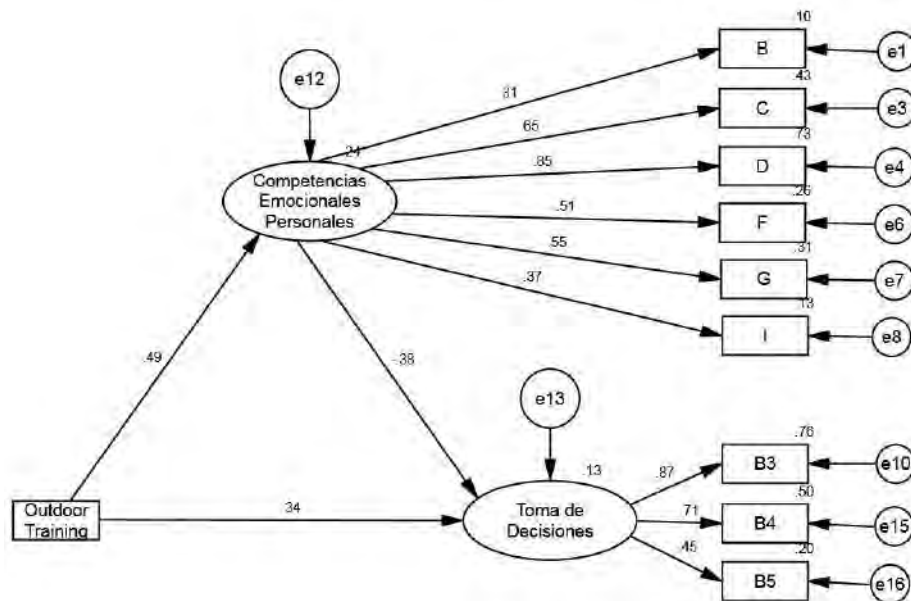 .10
B
e1
.43
C
e3
.73
D
e4
.26
F
e6
.31
G
e7
.13
I
e8
e12
.24
Competencias
Emocionales
Personales
.31
.65
.85
.51
.55
.37
.49
-.38
e13
.13
Toma de
Decisiones
Outdoor
Training
.34
.87
.71
.45
.76
B3
e10
.50
B4
e15
.20
B5
e16